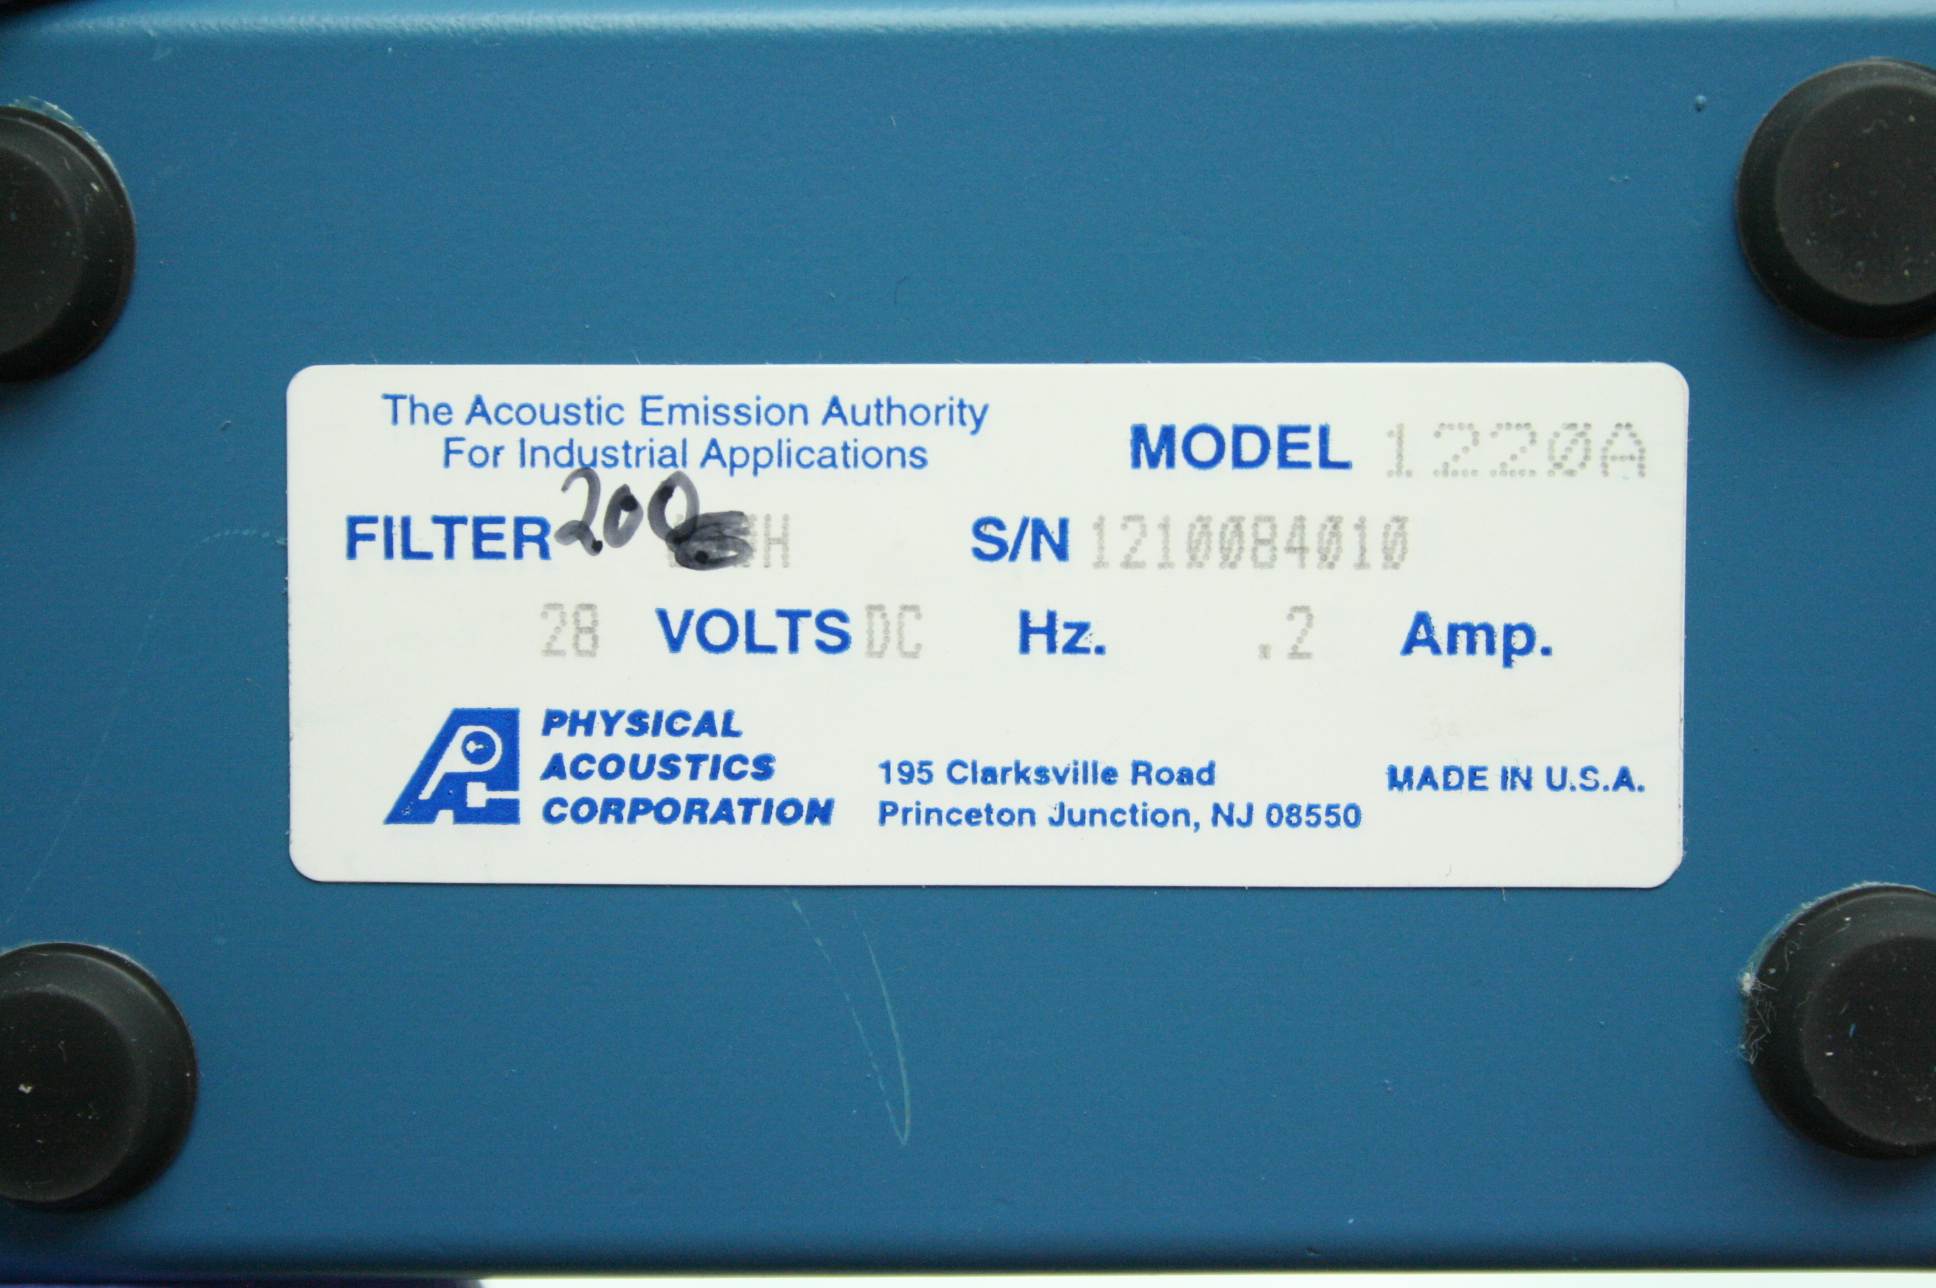 The Acoustic Emission Authority
For Industrial Applications
MODEL 1220A
FILTER 200 H
S/N 1210084010
28 VOLTS DC Hz. .2 Amp.
PHYSICAL
ACOUSTICS
CORPORATION
195 Clarksville Road
Princeton Junction, NJ 08550
MADE IN U.S.A.